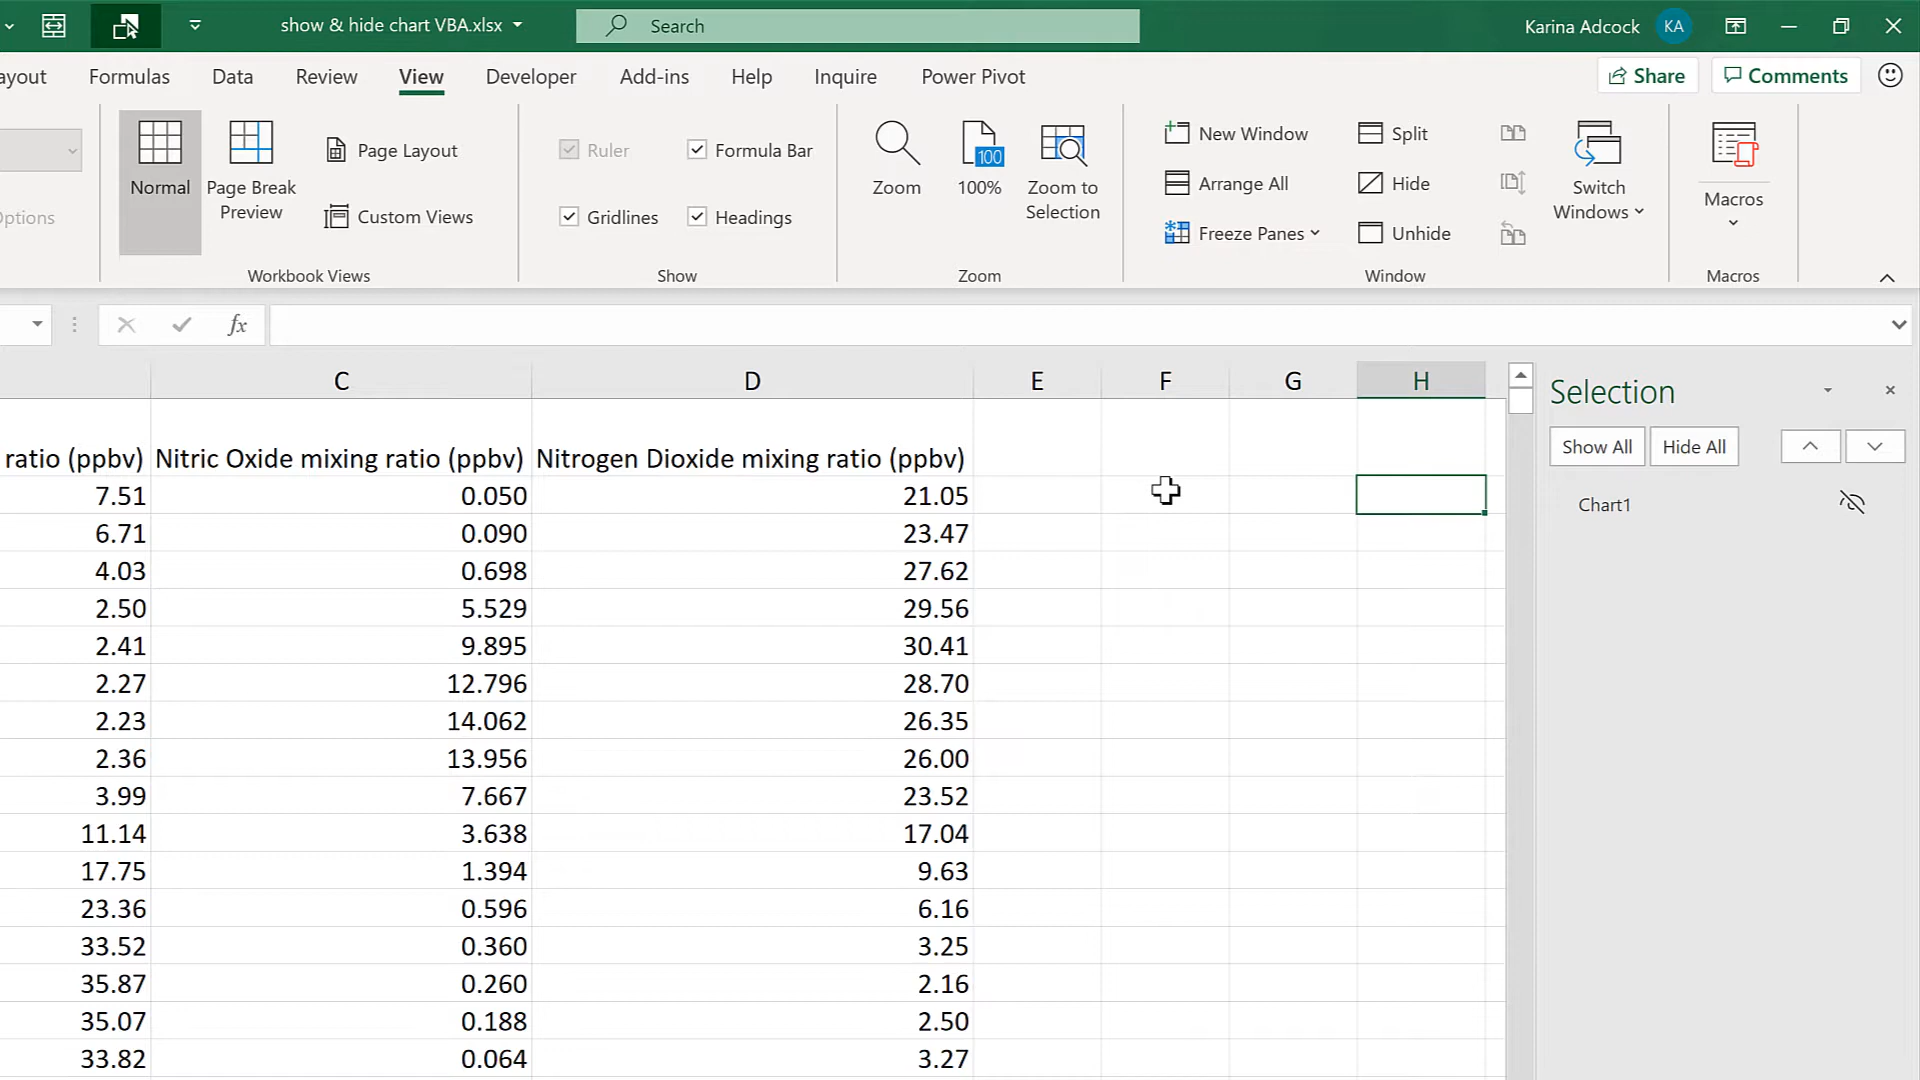 show & hide chart VBA.xlsx
Search
Karina Adcock
KA
ayout Formulas Data Review View Developer Add-ins Help Inquire Power Pivot Share Comments
Normal
Page Break Preview
Page Layout
Custom Views
ptions
Workbook Views
Ruler
Formula Bar
Gridlines
Headings
Show
Zoom
100
100%
Zoom to Selection
Zoom
New Window
Arrange All
Freeze Panes
Split
Hide
Unhide
Switch Windows
Window
Macros
Macros
fx
C D E F G H
ratio (ppbv) Nitric Oxide mixing ratio (ppbv) Nitrogen Dioxide mixing ratio (ppbv)
7.51 0.050 21.05
6.71 0.090 23.47
4.03 0.698 27.62
2.50 5.529 29.56
2.41 9.895 30.41
2.27 12.796 28.70
2.23 14.062 26.35
2.36 13.956 26.00
3.99 7.667 23.52
11.14 3.638 17.04
17.75 1.394 9.63
23.36 0.596 6.16
33.52 0.360 3.25
35.87 0.260 2.16
35.07 0.188 2.50
33.82 0.064 3.27
Selection
Show All Hide All
Chart1